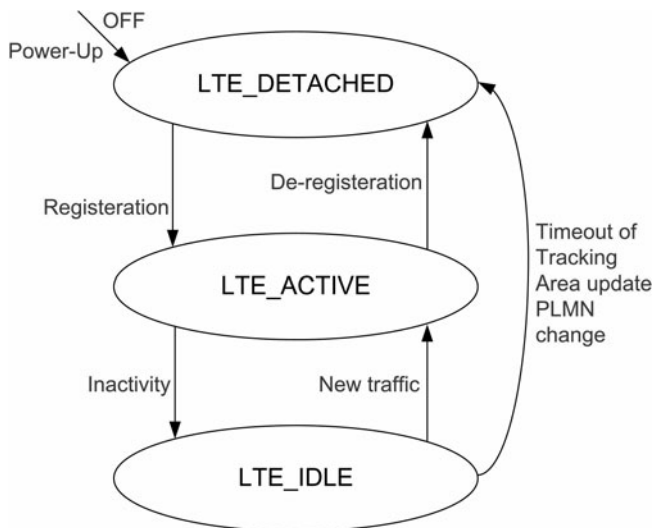 OFF
Power-Up
LTE_DETACHED
De-registeration
Registeration
Timeout of
Tracking
Area update
PLMN
change
LTE_ACTIVE
Inactivity
New traffic
LTE_IDLE